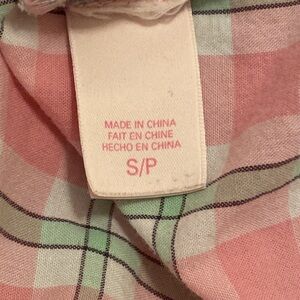 MADE IN CHINA
FAIT EN CHINE
HECHO EN CHINA
S/P